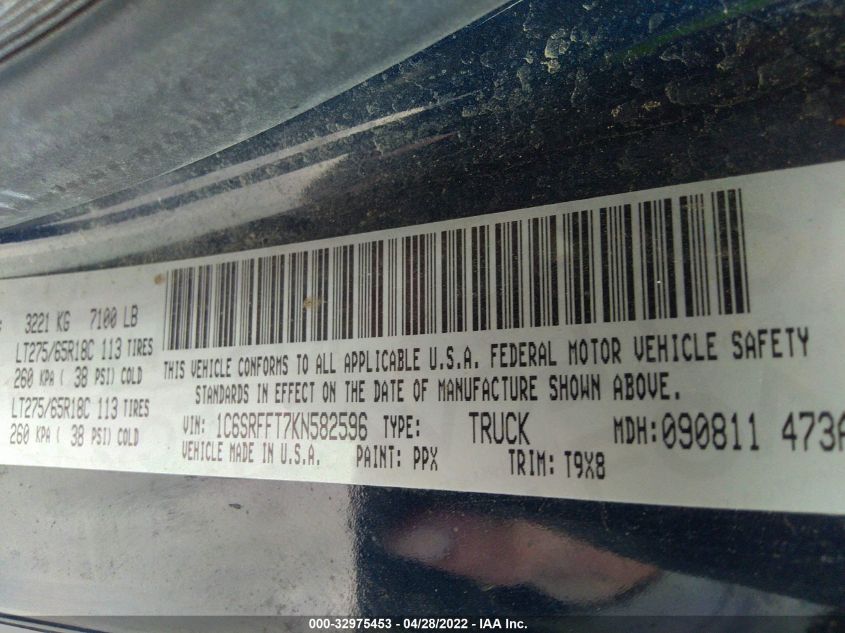 3221 KG 7100 LB
LT275/65R18C 113 TIRES
260 KPA ( 38 PSI) COLD
LT275/65R18C 113 TIRES
260 KPA ( 38 PSI) COLD
THIS VEHICLE CONFORMS TO ALL APPLICABLE U.S.A. FEDERAL MOTOR VEHICLE SAFETY
STANDARDS IN EFFECT ON THE DATE OF MANUFACTURE SHOWN ABOVE.
VIN: 1C6SRFFT7KN582596 TYPE: TRUCK MDH:090811 473A
VEHICLE MADE IN U.S.A. PAINT: PPX TRIM: T9X8
000-32975453 - 04/28/2022 - IAA Inc.